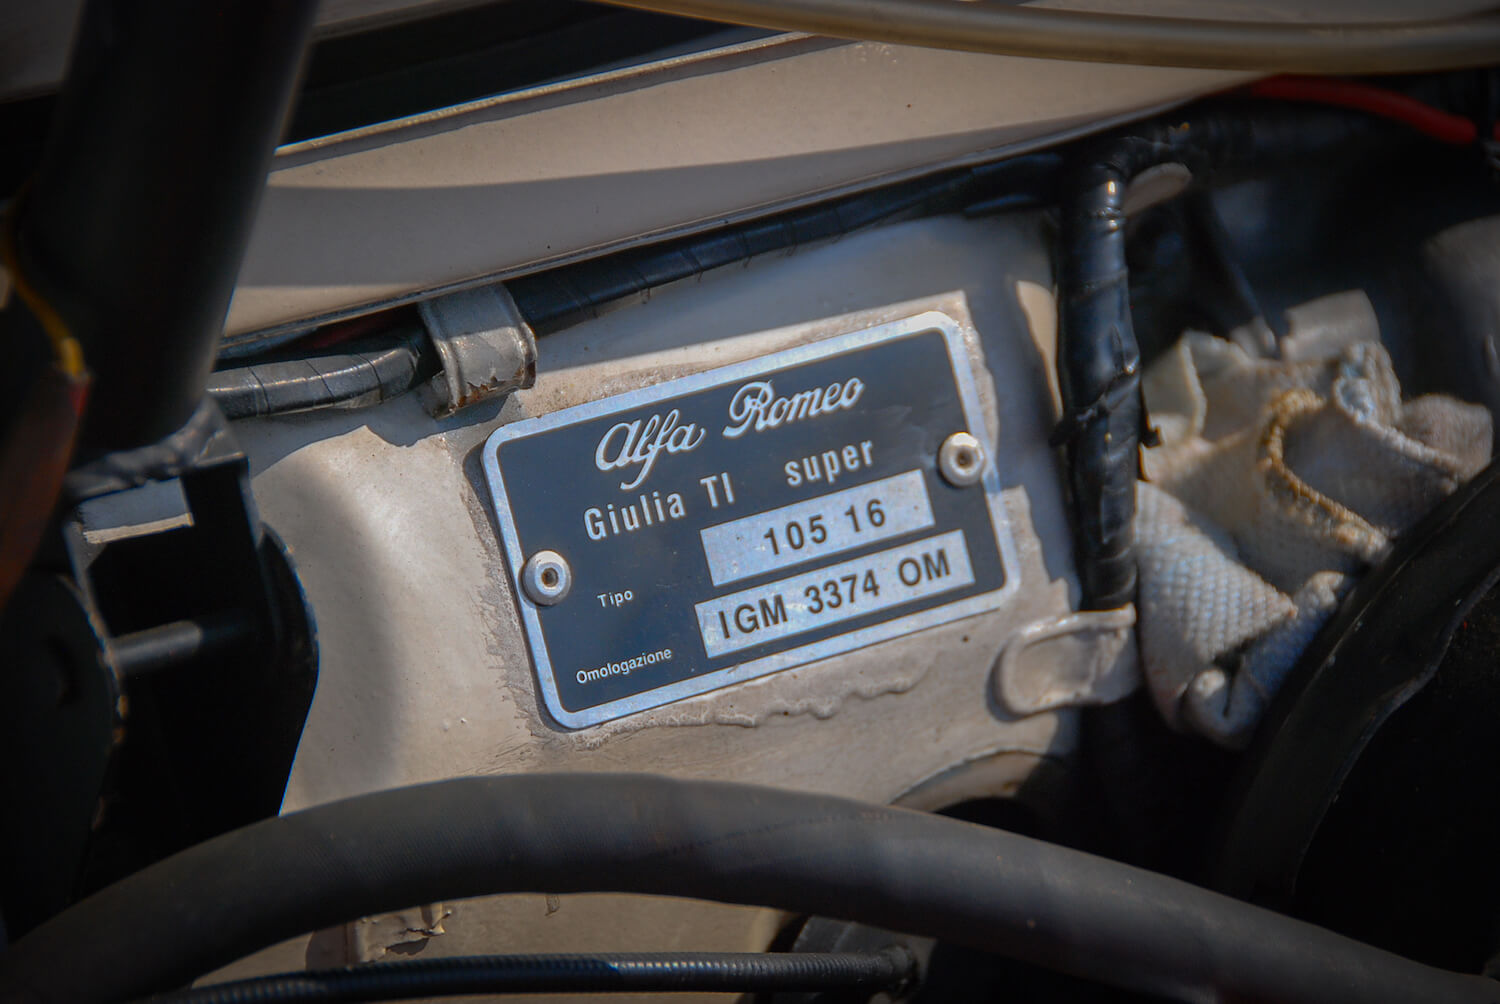 Alfa Romeo
Giulia TI super
105 16
Tipo
IGM 3374 OM
Omologazione